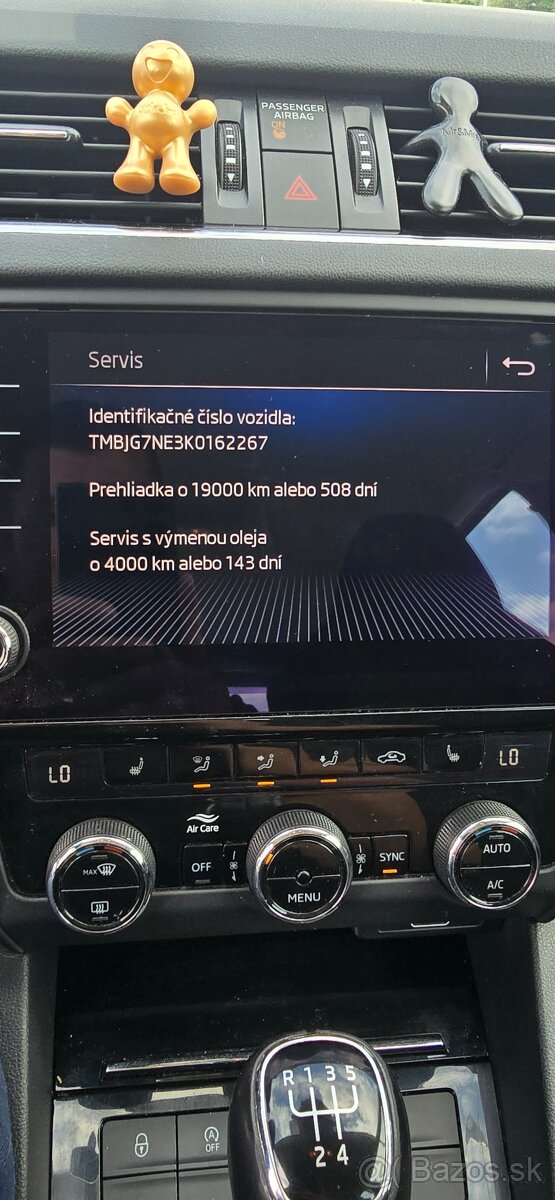 PASSENGER
AIRBAG
ON
Servis
Identifikačné číslo vozidla:
TMBJG7NE3K0162267
Prehliadka o 19000 km alebo 508 dní
Servis s výmenou oleja
o 4000 km alebo 143 dní
LO
LO
Air Care
MAX
OFF
MENU
SYNC
AUTO
A/C
R 1 3 5
2 4
A
OFF
Bazos.sk